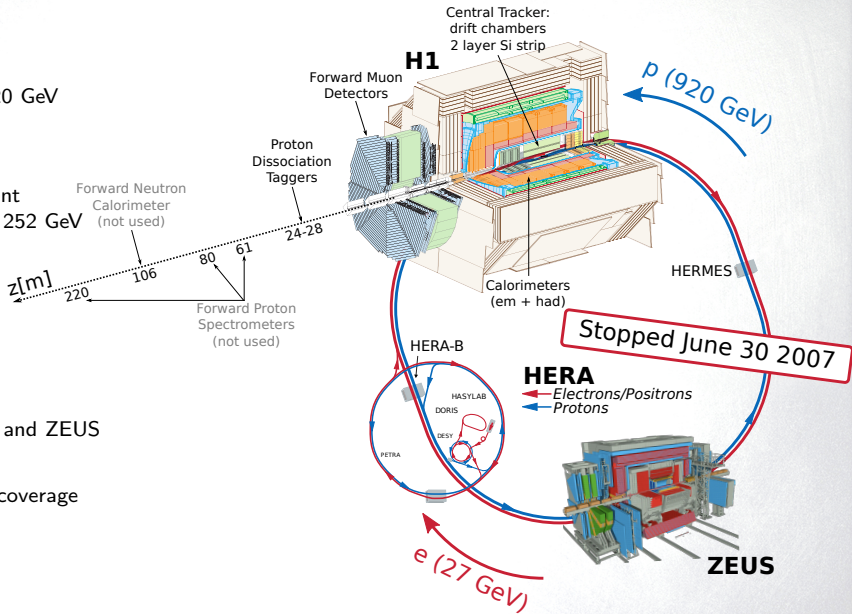 Central Tracker:
drift chambers
2 layer Si strip
H1
Forward Muon
Detectors
p (920 GeV)
20 GeV
Proton
Dissociation
Taggers
nt
252 GeV
Forward Neutron
Calorimeter
(not used)
24-28
61
80
106
220
z[m]
Forward Proton
Spectrometers
(not used)
Calorimeters
(em + had)
HERMES
Stopped June 30 2007
HERA-B
HERA
Electrons/Positrons
Protons
HASYLAB
DORIS
DESY
PETRA
and ZEUS
coverage
e (27 GeV)
ZEUS